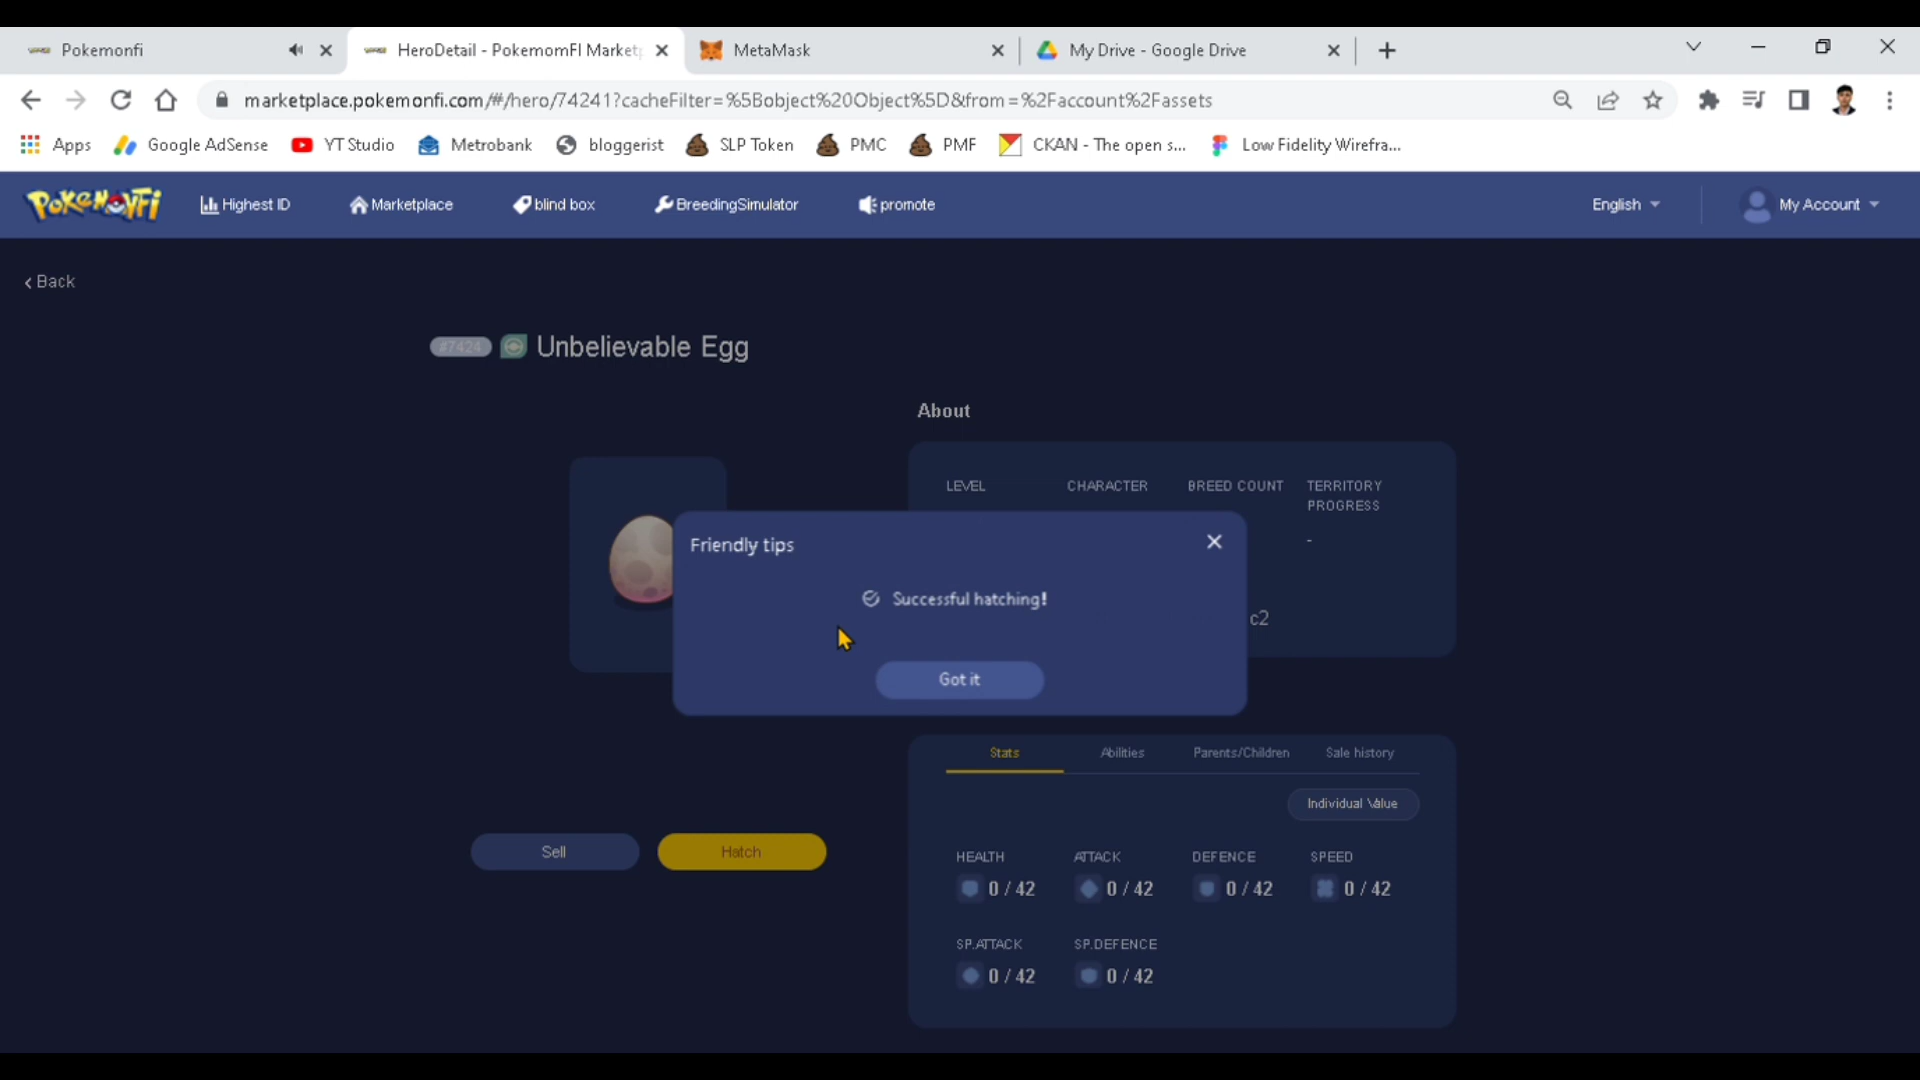 Pokemonfi
HeroDetail - PokemomFI Market
MetaMask
My Drive - Google Drive
marketplace.pokemonfi.com/#/hero/74241?cacheFilter=%5Bobject%20Object%5D&from=%2Faccount%2Fassets
Apps
Google AdSense
YT Studio
Metrobank
bloggerist
SLP Token
PMC
PMF
CKAN - The open s...
Low Fidelity Wirefra...
POKEMONFi
Highest ID
Marketplace
blind box
BreedingSimulator
promote
English
My Account
Back
#7424
Unbelievable Egg
About
LEVEL
CHARACTER
BREED COUNT
TERRITORY
PROGRESS
-
c2
Friendly tips
Successful hatching!
Got it
Sell
Hatch
Stats
Abilities
Parents/Children
Sale history
Individual Value
HEALTH
ATTACK
DEFENCE
SPEED
0 / 42
0 / 42
0 / 42
0 / 42
SP.ATTACK
SP.DEFENCE
0 / 42
0 / 42